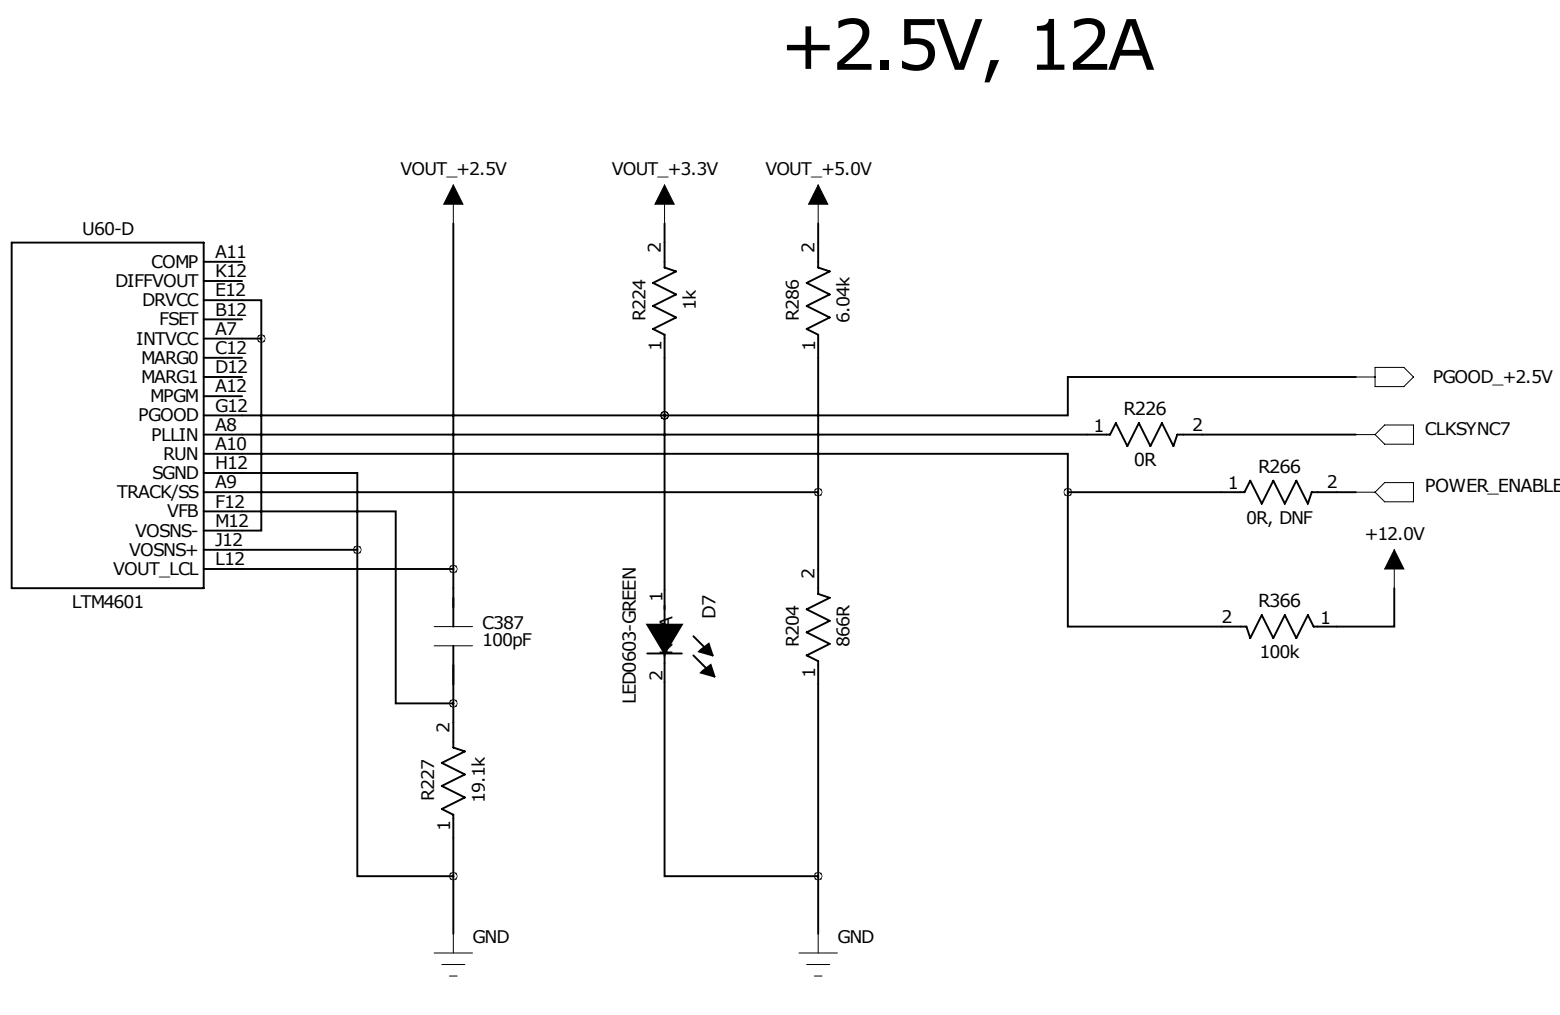 +2.5V, 12A
VOUT_+2.5V
VOUT_+3.3V
VOUT_+5.0V
U60-D
COMP A11
DIFFVOUT K12
DRVCC E12
FSET B12
INTVCC A7
MARG0 C12
MARG1 D12
MPGM A12
PGOOD G12
PLLIN A8
RUN A10
SGND H12
TRACK/SS A9
VFB F12
VOSNS- M12
VOSNS+ J12
VOUT_LCL L12
LTM4601
2
R224
1k
1
2
R286
6.04k
1
PGOOD_+2.5V
R226
1 2
0R
CLKSYNC7
R266
1 2
0R, DNF
POWER_ENABLE
+12.0V
R366
2 1
100k
C387
100pF
LED0603-GREEN
1
A
D7
2
2
R204
866R
1
2
R227
19.1k
1
GND
GND